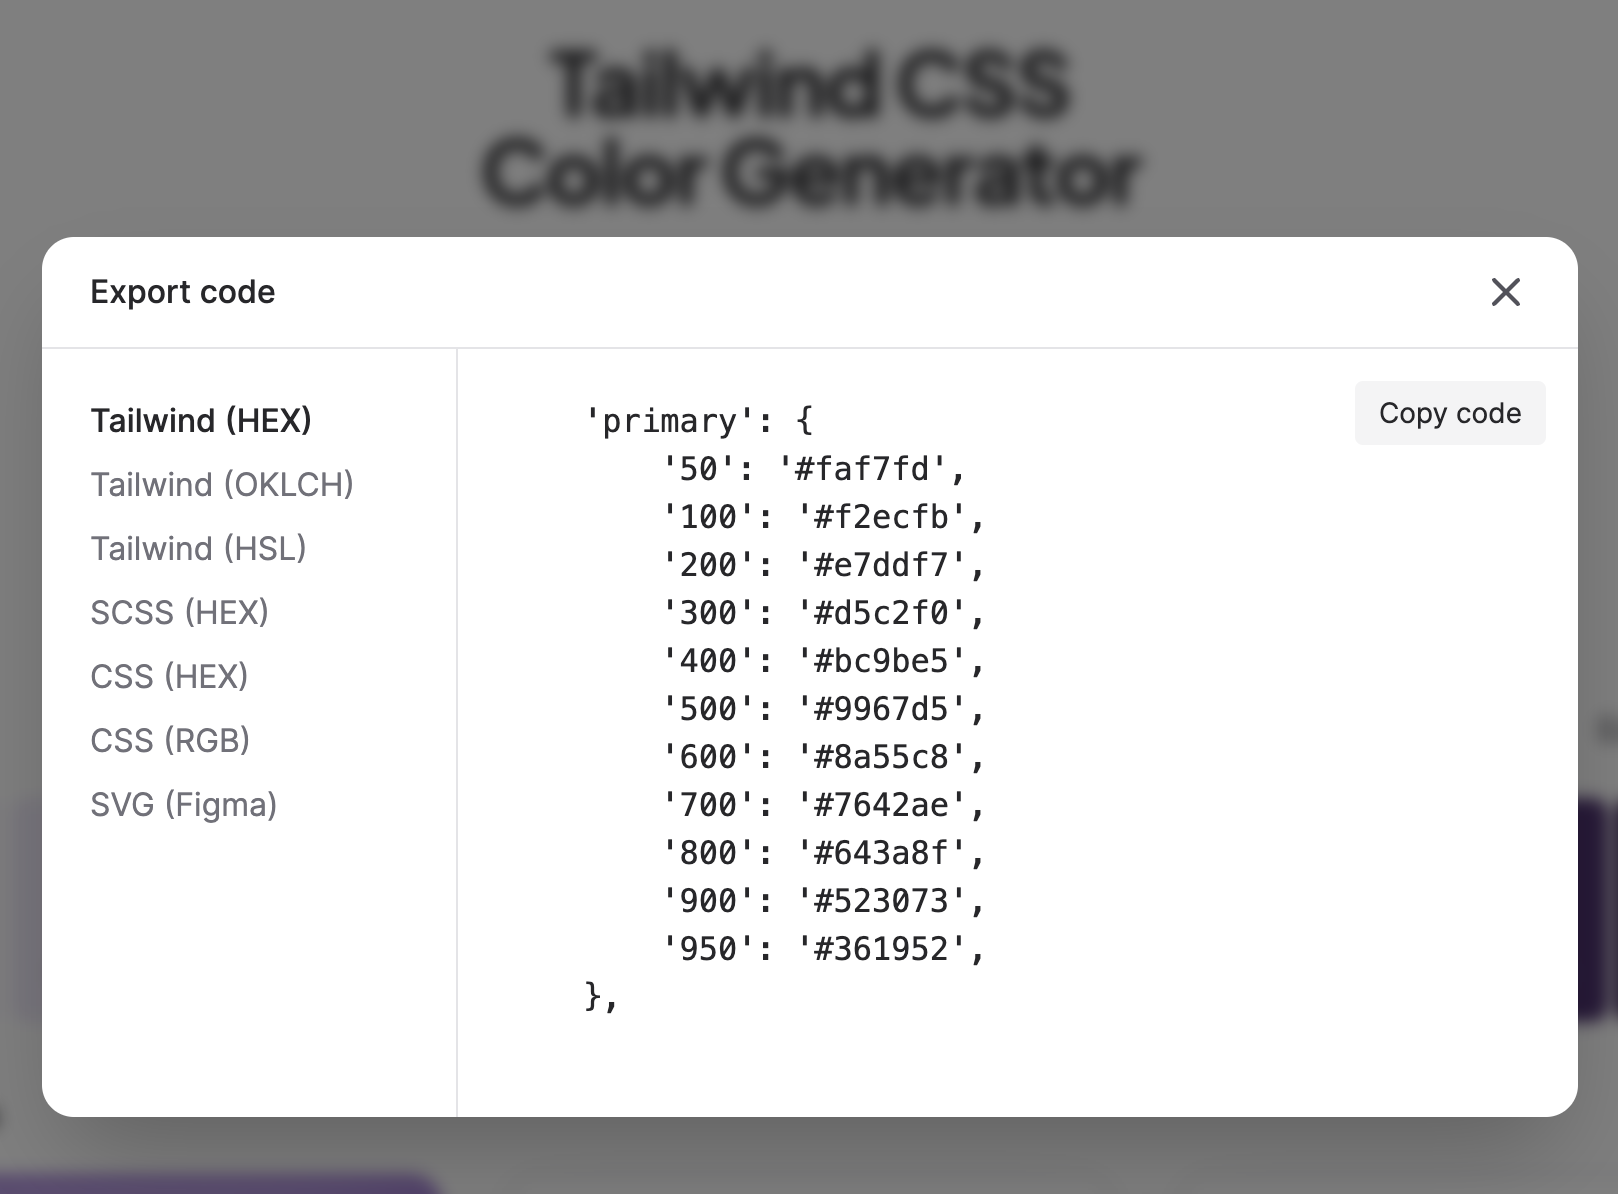 Tailwind CSS
Color Generator
Export code
Tailwind (HEX)
Tailwind (OKLCH)
Tailwind (HSL)
SCSS (HEX)
CSS (HEX)
CSS (RGB)
SVG (Figma)
Copy code
'primary': {
    '50': '#faf7fd',
    '100': '#f2ecfb',
    '200': '#e7ddf7',
    '300': '#d5c2f0',
    '400': '#bc9be5',
    '500': '#9967d5',
    '600': '#8a55c8',
    '700': '#7642ae',
    '800': '#643a8f',
    '900': '#523073',
    '950': '#361952',
},